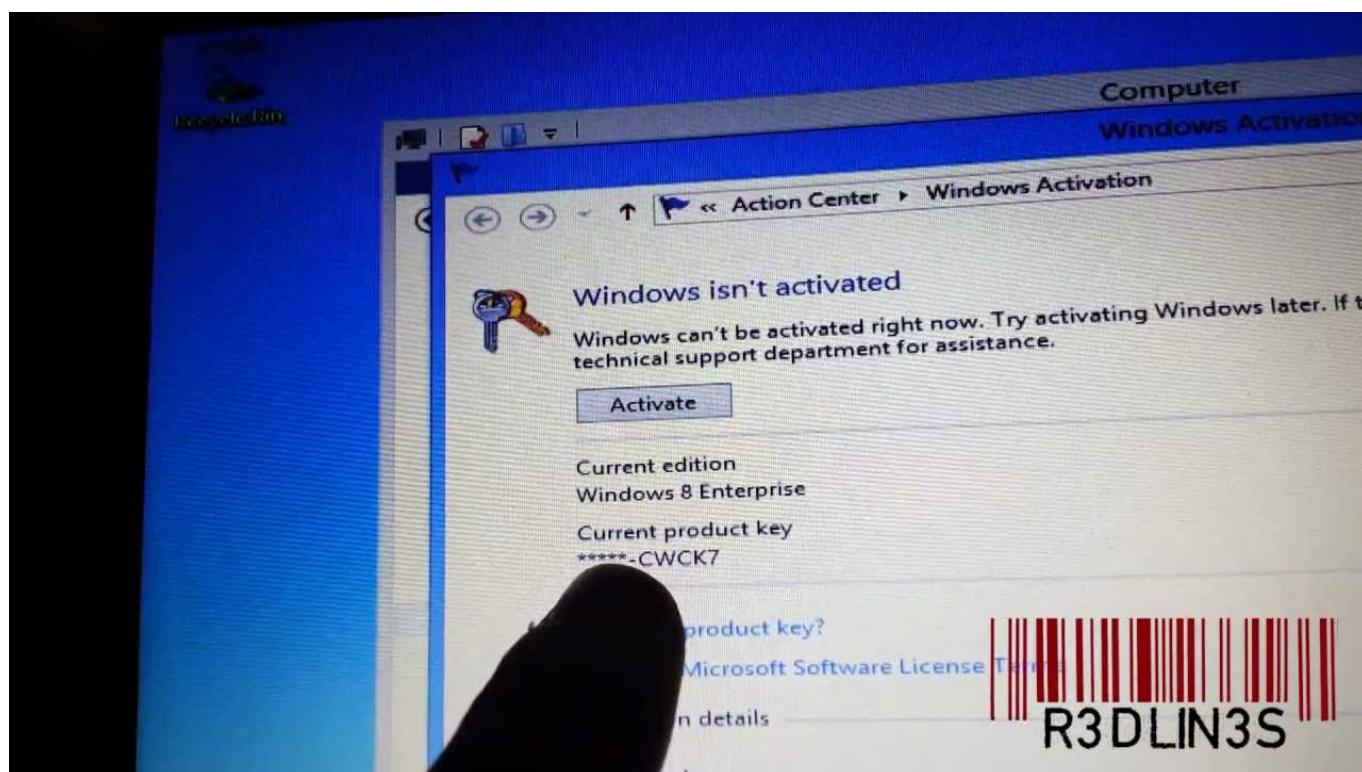 Recycle Bin
Computer
Windows Activation
« Action Center ▸ Windows Activation
Windows isn't activated
Windows can't be activated right now. Try activating Windows later. If t
technical support department for assistance.
Activate
Current edition
Windows 8 Enterprise
Current product key
*****-CWCK7
product key?
Microsoft Software License Terms
n details
R3DLIN3S